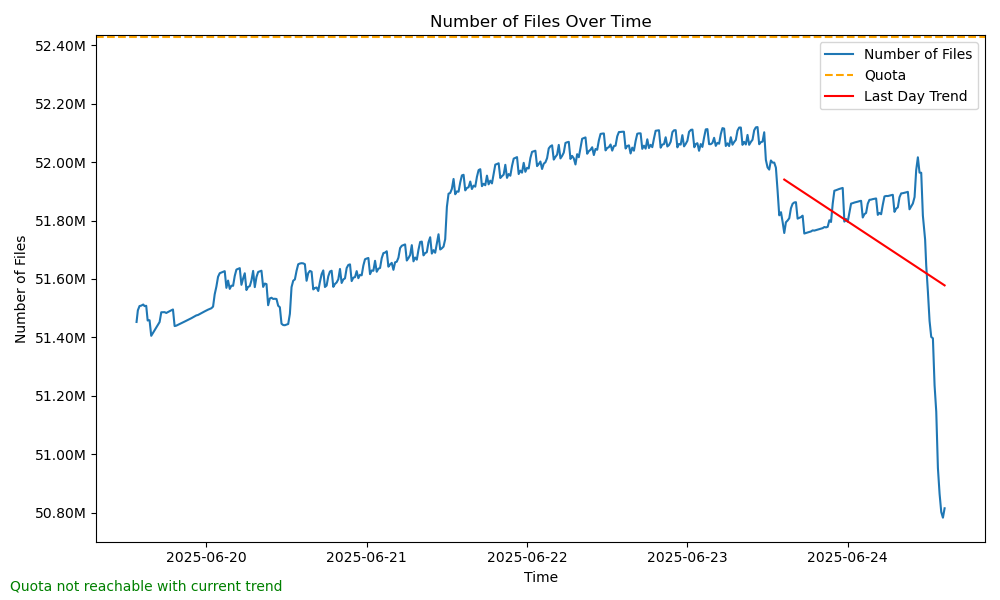 Number of Files Over Time
52.40M
52.20M
52.00M
51.80M
51.60M
51.40M
51.20M
51.00M
50.80M
Number of Files
Number of Files
Quota
Last Day Trend
2025-06-20
2025-06-21
2025-06-22
2025-06-23
2025-06-24
Time
Quota not reachable with current trend